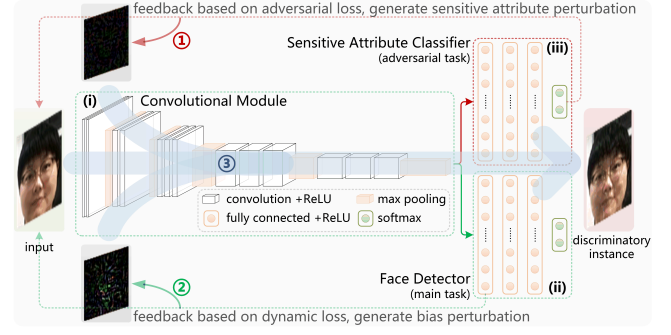 feedback based on adversarial loss, generate sensitive attribute perturbation
①
Sensitive Attribute Classifier
(adversarial task)
(iii)
(i)
Convolutional Module
③
convolution +ReLU
max pooling
fully connected +ReLU
softmax
input
discriminatory
instance
②
Face Detector
(main task)
(ii)
feedback based on dynamic loss, generate bias perturbation